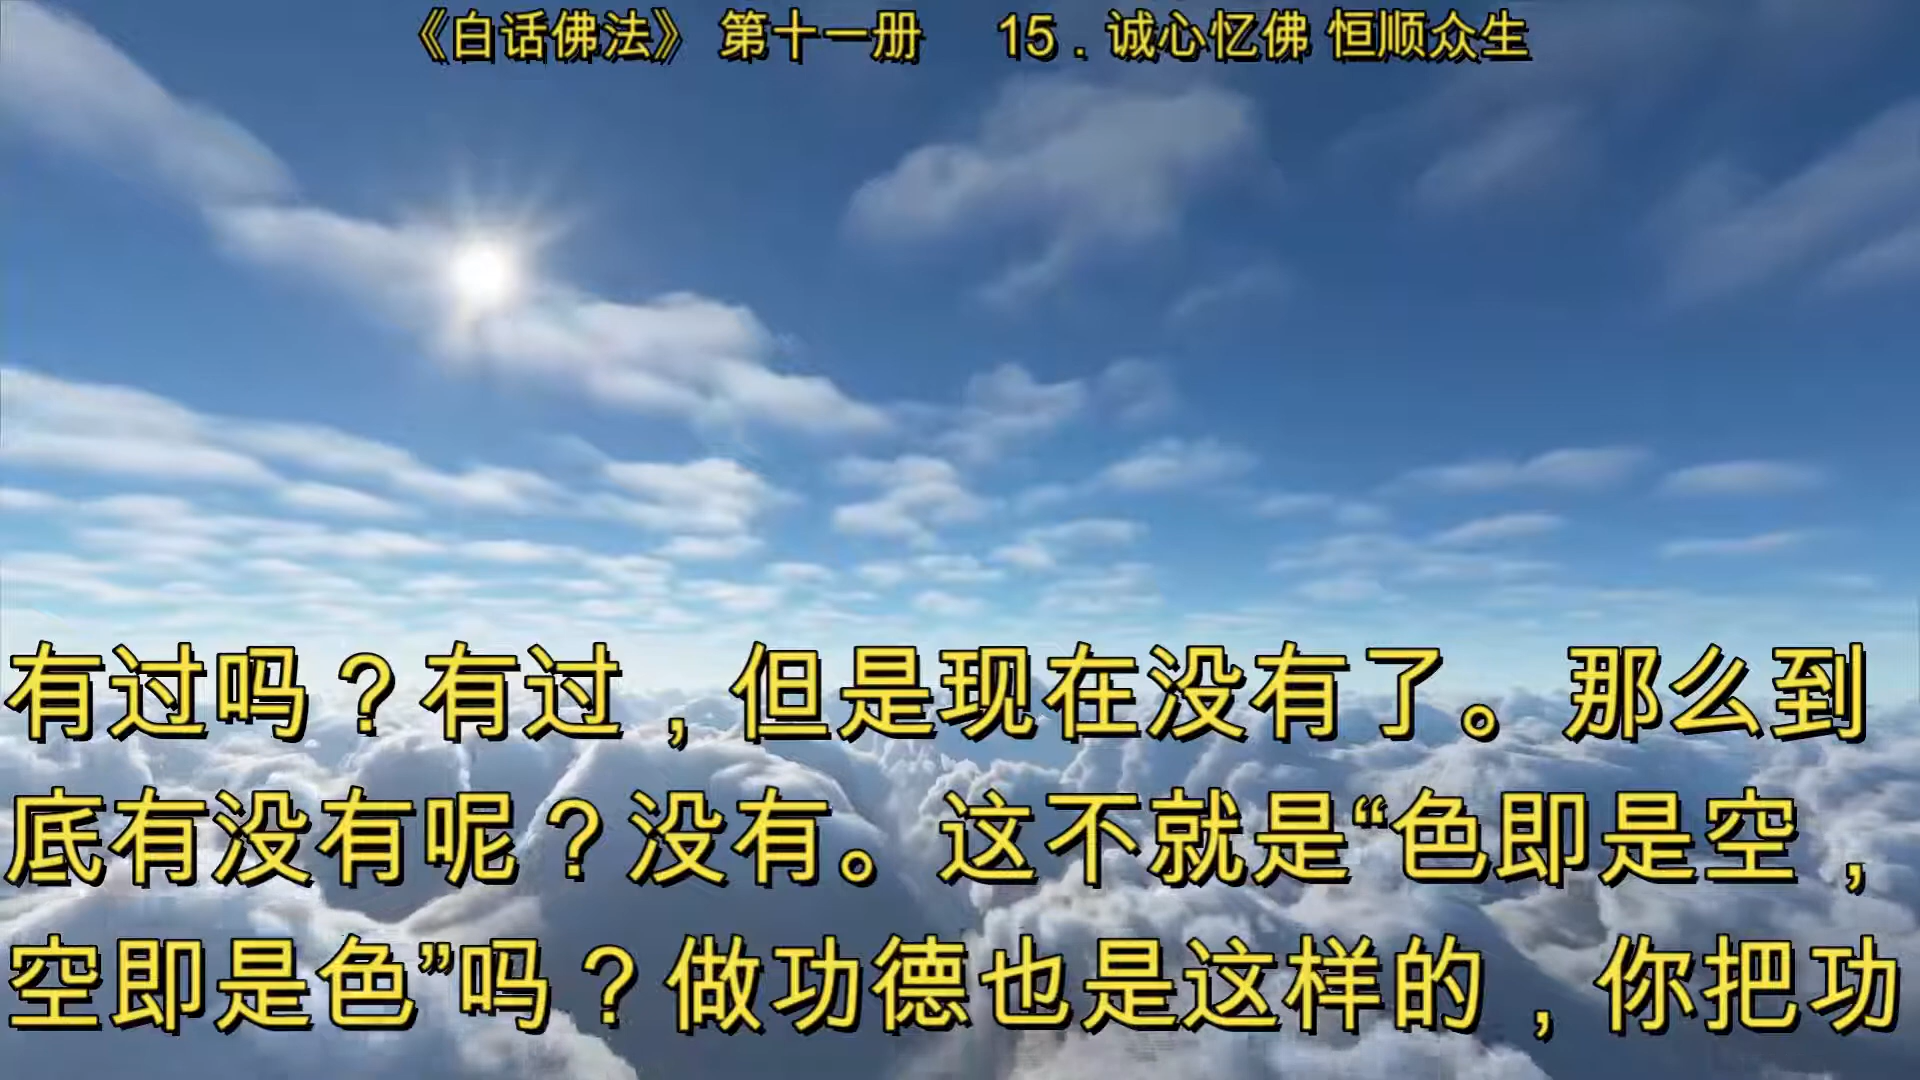 《白话佛法》 第十一册 15．诚心忆佛 恒顺众生
有过吗？有过，但是现在没有了。那么到
底有没有呢？没有。这不就是“色即是空，
空即是色”吗？做功德也是这样的，你把功